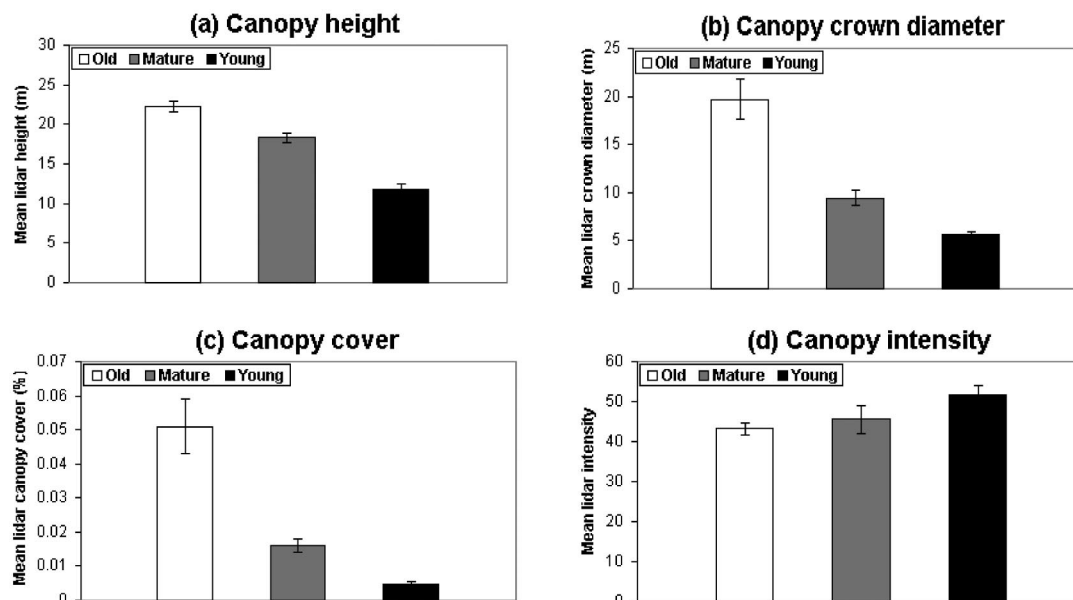 (a) Canopy height
Mean lidar height (m)
30
25
20
15
10
5
0
Old Mature Young
(b) Canopy crown diameter
Mean lidar crown diameter (m)
25
20
15
10
5
0
Old Mature Young
(c) Canopy cover
Mean lidar canopy cover (%)
0.07
0.06
0.05
0.04
0.03
0.02
0.01
0
Old Mature Young
(d) Canopy intensity
Mean lidar intensity
60
50
40
30
20
10
0
Old Mature Young